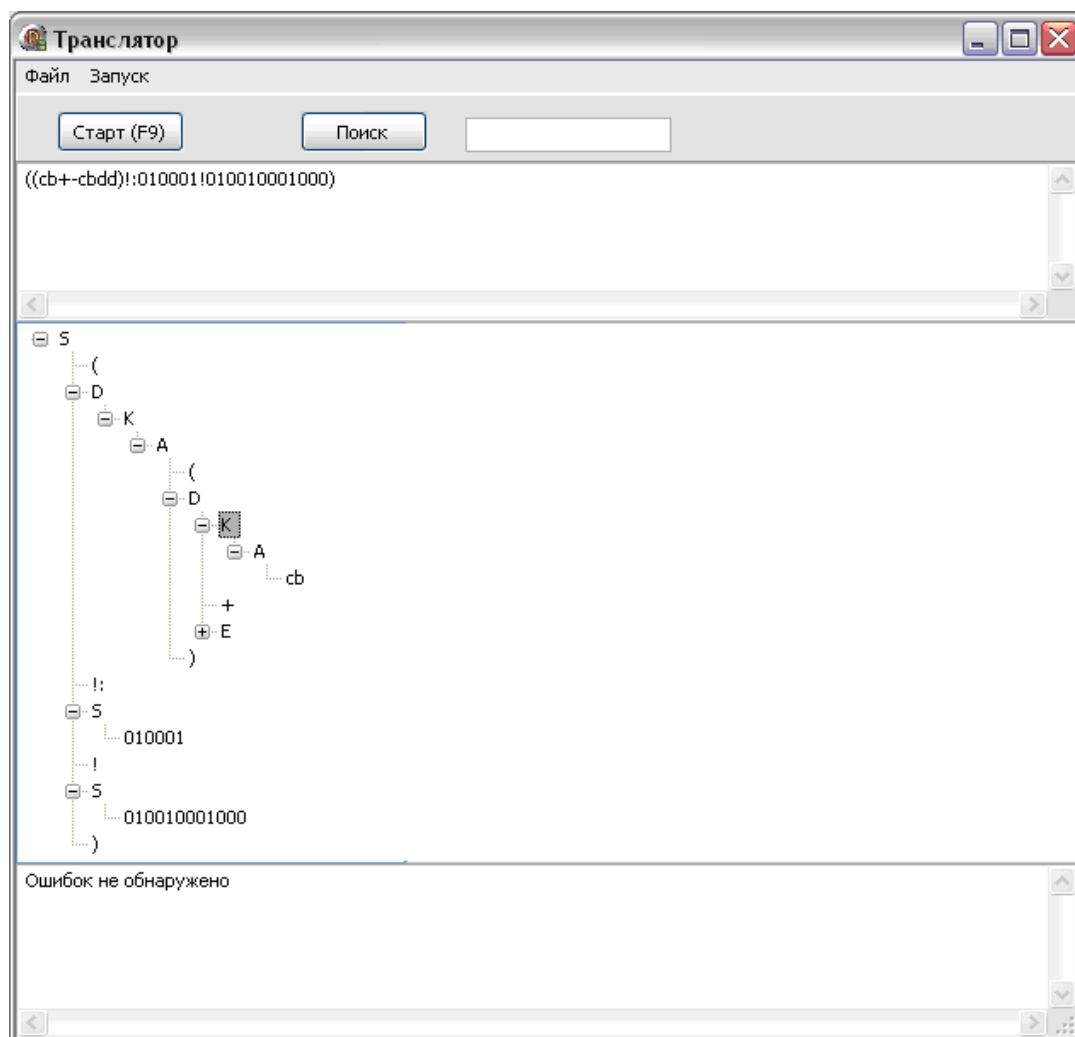 Транслятор
Файл Запуск
Старт (F9) Поиск
((cb+-cbdd)!:010001!010010001000)
S
(
D
K
A
(
D
K
A
cb
+
E
)
!:
S
010001
!
S
010010001000
)
Ошибок не обнаружено